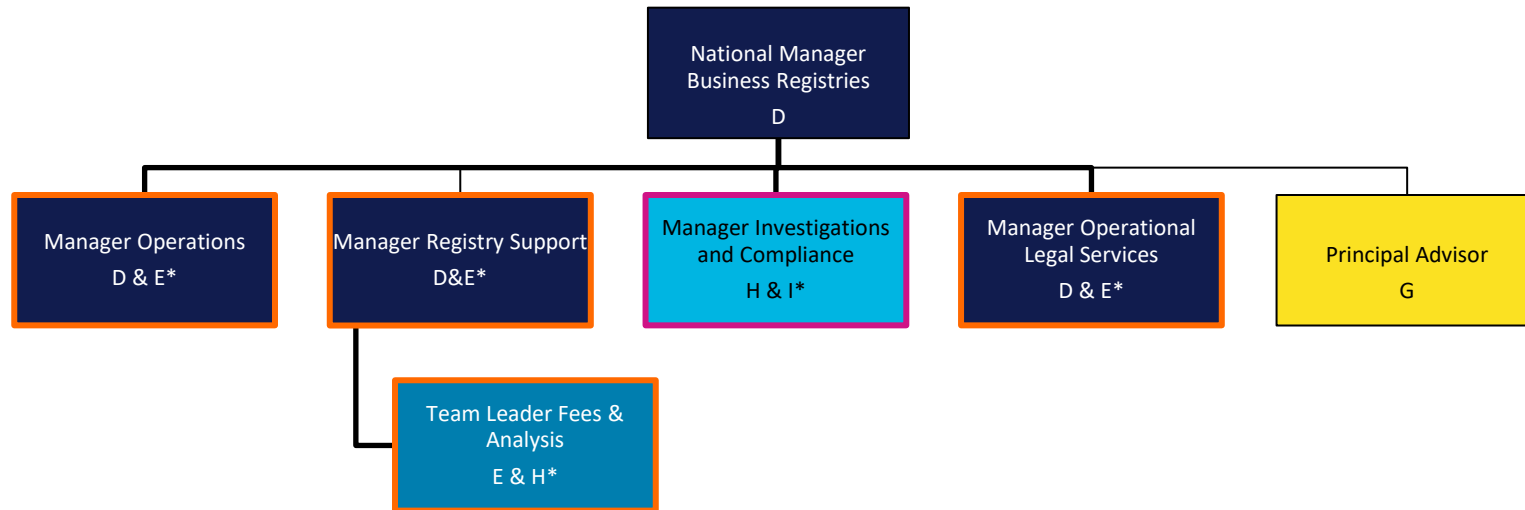 National Manager
Business Registries
D
Manager Operations
D & E*
Manager Registry Support
D&E*
Manager Investigations
and Compliance
H & I*
Manager Operational
Legal Services
D & E*
Principal Advisor
G
Team Leader Fees &
Analysis
E & H*